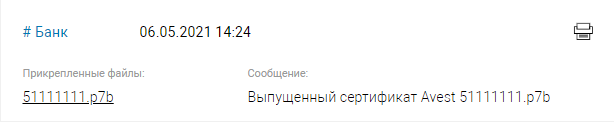 # Банк 06.05.2021 14:24
Прикрепленные файлы: Сообщение:
51111111.p7b Выпущенный сертификат Avest 51111111.p7b